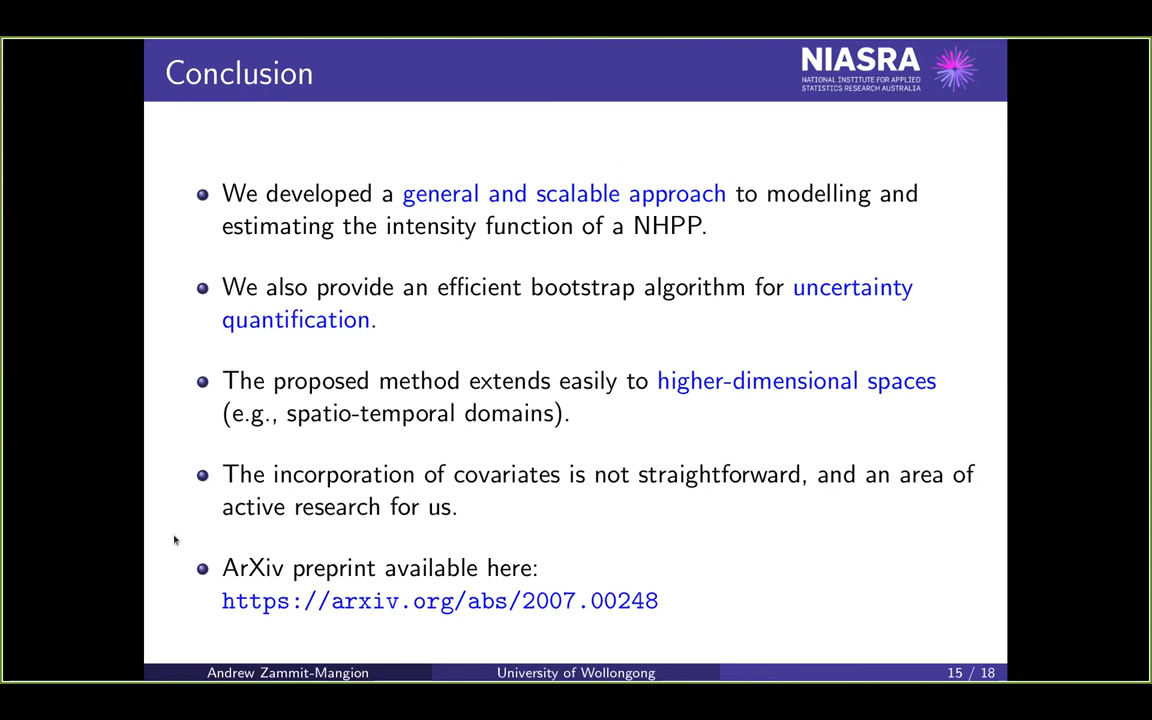 Conclusion
NIASRA
NATIONAL INSTITUTE FOR APPLIED
STATISTICS RESEARCH AUSTRALIA
We developed a general and scalable approach to modelling and
estimating the intensity function of a NHPP.
We also provide an efficient bootstrap algorithm for uncertainty
quantification.
The proposed method extends easily to higher-dimensional spaces
(e.g., spatio-temporal domains).
The incorporation of covariates is not straightforward, and an area of
active research for us.
ArXiv preprint available here:
https://arxiv.org/abs/2007.00248
Andrew Zammit-Mangion University of Wollongong 15 / 18